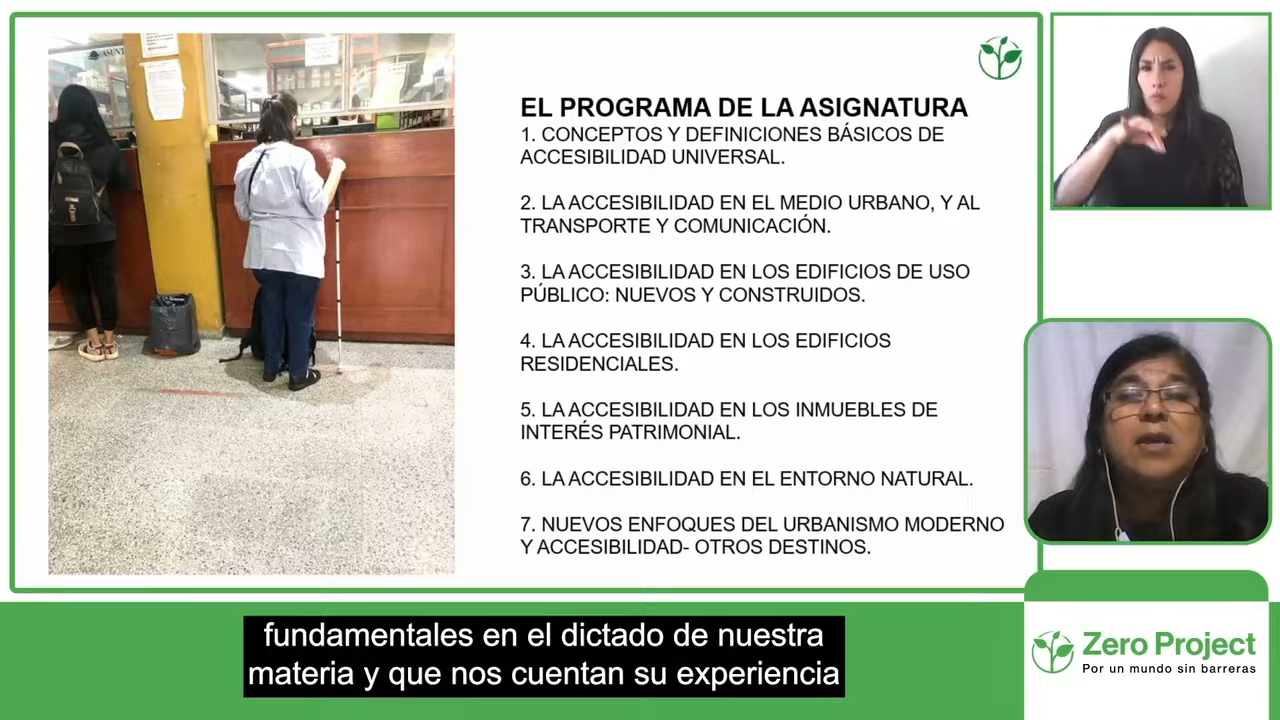 EL PROGRAMA DE LA ASIGNATURA
1. CONCEPTOS Y DEFINICIONES BÁSICOS DE
ACCESIBILIDAD UNIVERSAL.
2. LA ACCESIBILIDAD EN EL MEDIO URBANO, Y AL
TRANSPORTE Y COMUNICACIÓN.
3. LA ACCESIBILIDAD EN LOS EDIFICIOS DE USO
PÚBLICO: NUEVOS Y CONSTRUIDOS.
4. LA ACCESIBILIDAD EN LOS EDIFICIOS
RESIDENCIALES.
5. LA ACCESIBILIDAD EN LOS INMUEBLES DE
INTERÉS PATRIMONIAL.
6. LA ACCESIBILIDAD EN EL ENTORNO NATURAL.
7. NUEVOS ENFOQUES DEL URBANISMO MODERNO
Y ACCESIBILIDAD- OTROS DESTINOS.
fundamentales en el dictado de nuestra
materia y que nos cuentan su experiencia
Zero Project
Por un mundo sin barreras